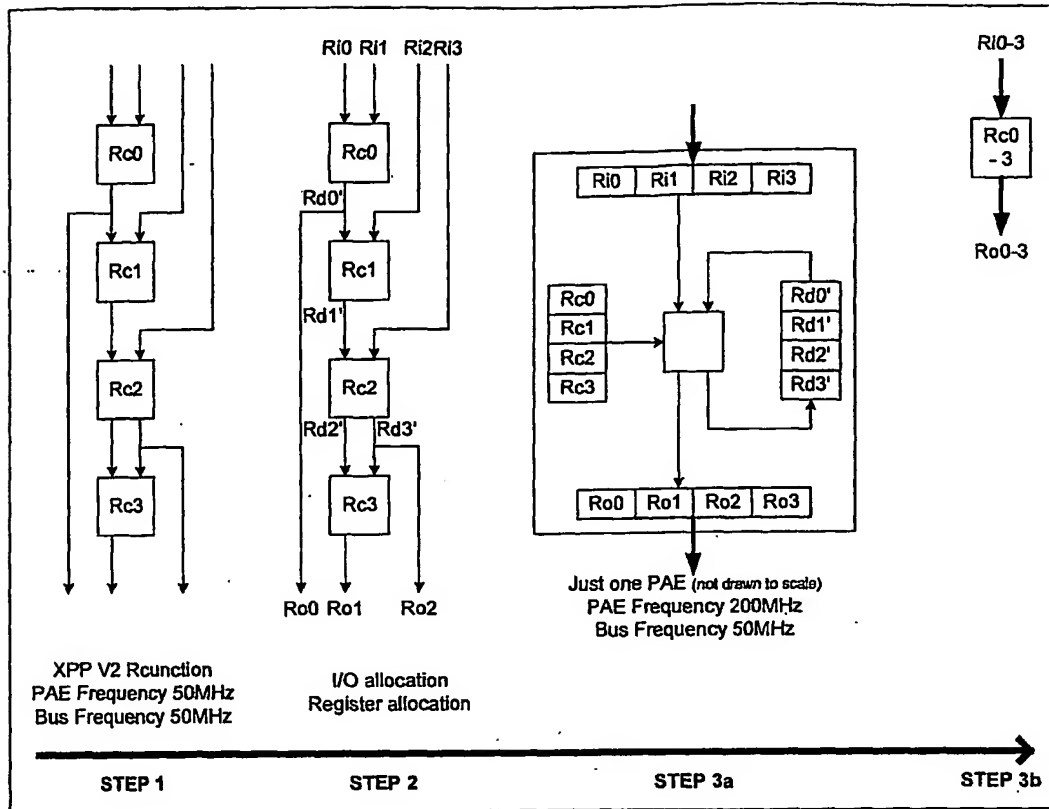 Rc0
Rc1
Rc2
Rc3
XPP V2 Rcunction
PAE Frequency 50MHz
Bus Frequency 50MHz
STEP 1
Ri0 Ri1 Ri2 Ri3
Rc0
Rd0'
Rc1
Rd1'
Rc2
Rd2' Rd3'
Rc3
Ro0 Ro1 Ro2
I/O allocation
Register allocation
STEP 2
Ri0 Ri1 Ri2 Ri3
Rc0
Rc1
Rc2
Rc3
Rd0'
Rd1'
Rd2'
Rd3'
Ro0 Ro1 Ro2 Ro3
Just one PAE (not drawn to scale)
PAE Frequency 200MHz
Bus Frequency 50MHz
STEP 3a
Ri0-3
Rc0
- 3
Ro0-3
STEP 3b